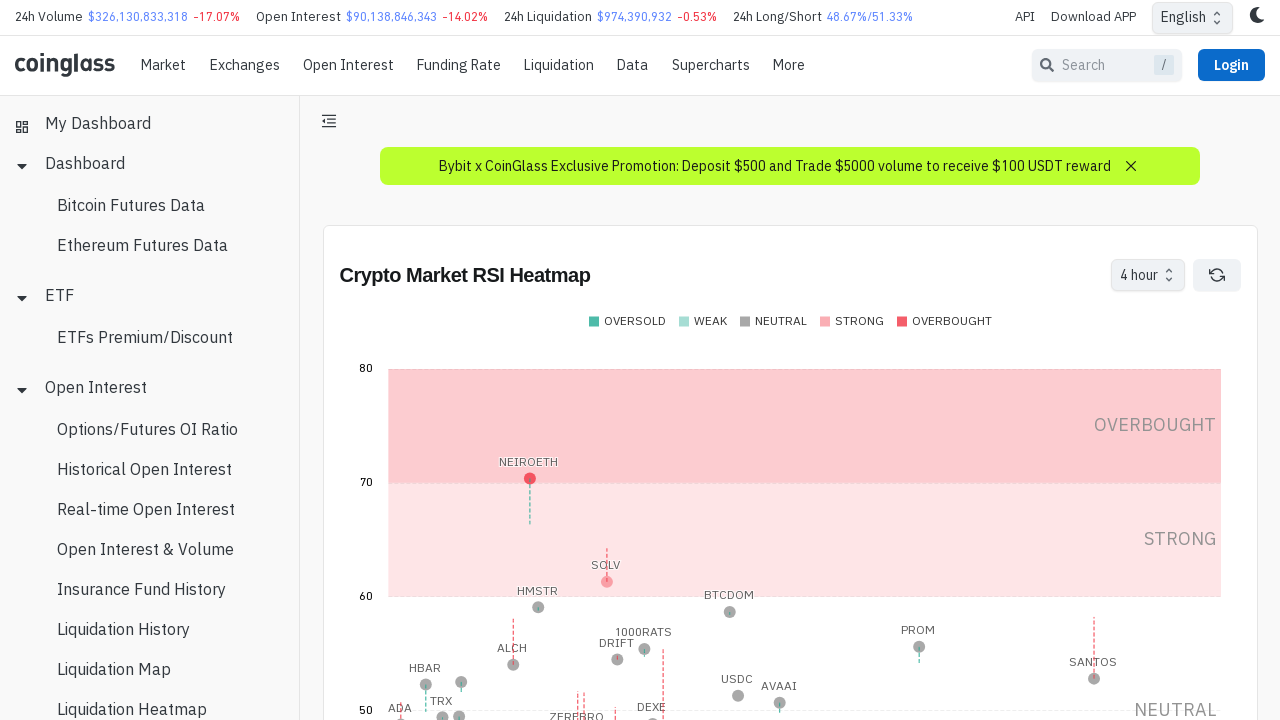 24h Volume $326,130,833,318 -17.07% Open Interest $90,138,846,343 -14.02% 24h Liquidation $974,390,932 -0.53% 24h Long/Short 48.67%/51.33% API Download APP English
coinglass Market Exchanges Open Interest Funding Rate Liquidation Data Supercharts More Search / Login
My Dashboard
Dashboard
Bitcoin Futures Data
Ethereum Futures Data
ETF
ETFs Premium/Discount
Open Interest
Options/Futures OI Ratio
Historical Open Interest
Real-time Open Interest
Open Interest & Volume
Insurance Fund History
Liquidation History
Liquidation Map
Liquidation Heatmap
Bybit x CoinGlass Exclusive Promotion: Deposit $500 and Trade $5000 volume to receive $100 USDT reward
Crypto Market RSI Heatmap 4 hour
OVERSOLD WEAK NEUTRAL STRONG OVERBOUGHT
80
OVERBOUGHT
NEIROETH
70
STRONG
SOLV
HMSTR
BTCDOM
60
1000RATS
PROM
DRIFT
ALCH
SANTOS
HBAR
USDC
AVAAI
TRX
ADA
DEXE
50
NEUTRAL
ZEREBRO